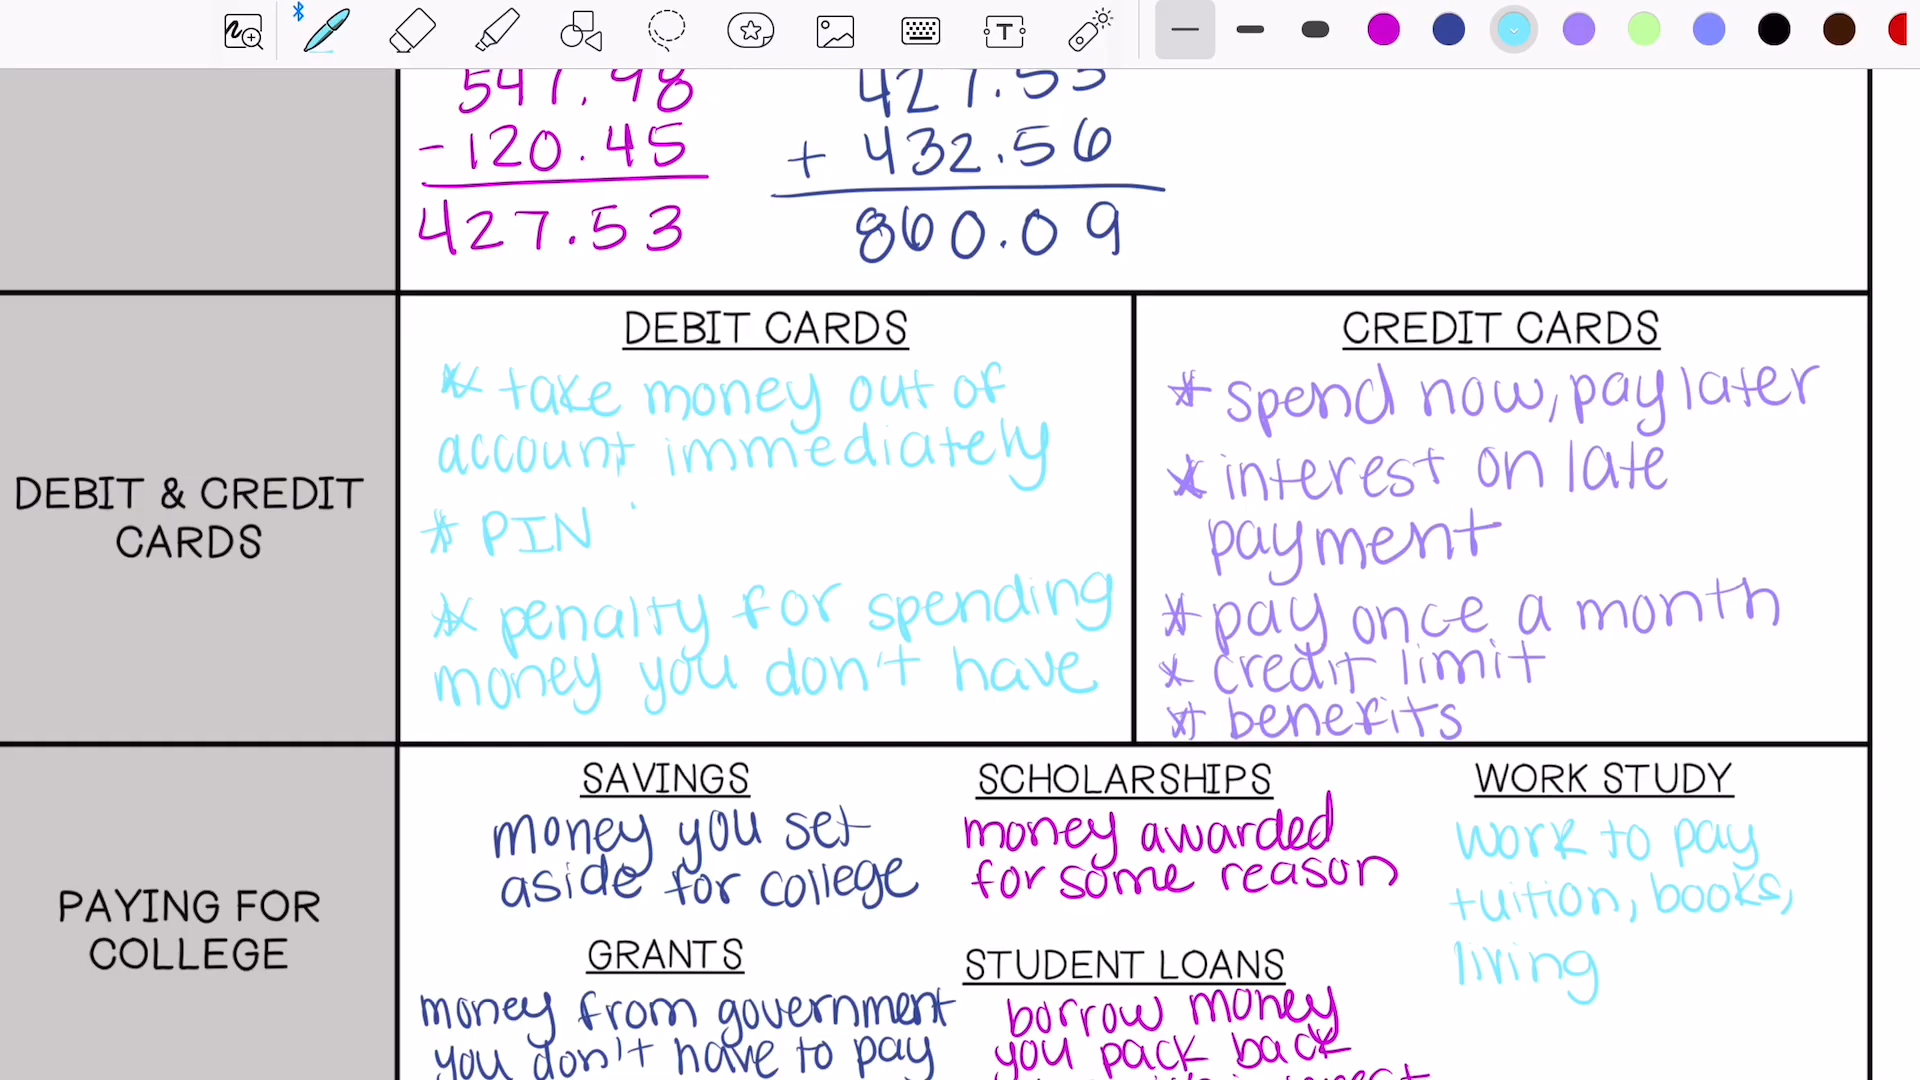 547.98
- 120.45
427.53
427.53
+ 432.56
860.09
DEBIT & CREDIT
CARDS
DEBIT CARDS
* take money out of
account immediately
* PIN
* penalty for spending
money you don't have
CREDIT CARDS
* spend now, pay later
* interest on late
payment
* pay once a month
* credit limit
* benefits
PAYING FOR
COLLEGE
SAVINGS
money you set
aside for college
SCHOLARSHIPS
money awarded
for some reason
WORK STUDY
work to pay
tuition, books,
living
GRANTS
money from government
you don't have to pay
STUDENT LOANS
borrow money
you pack back